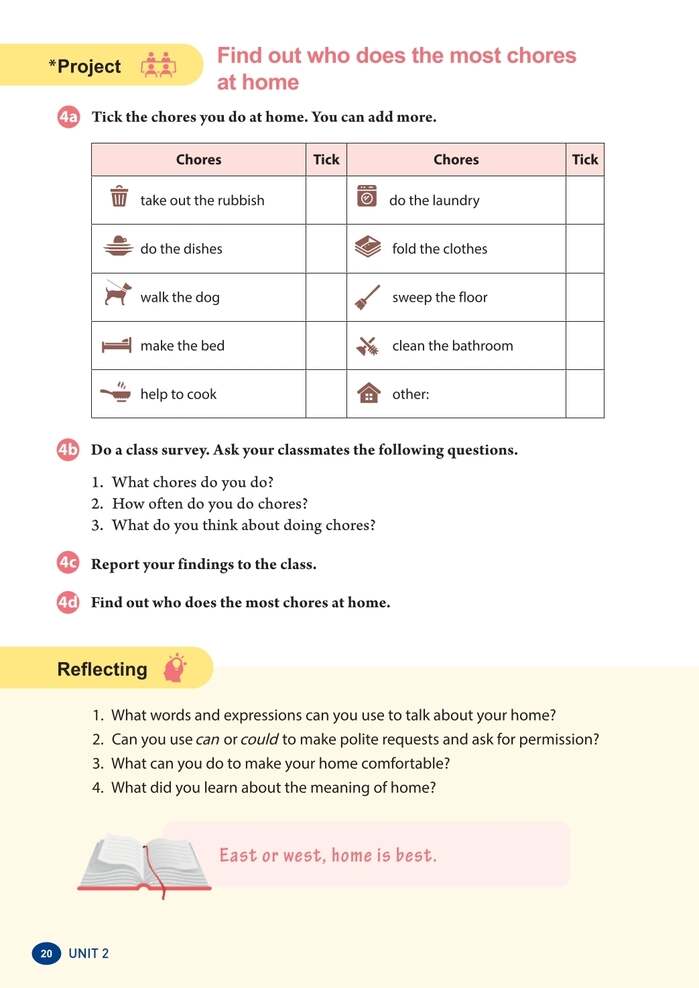 *Project
Find out who does the most chores
at home
4a Tick the chores you do at home. You can add more.
Chores Tick Chores Tick
take out the rubbish do the laundry
do the dishes fold the clothes
walk the dog sweep the floor
make the bed clean the bathroom
help to cook other:
4b Do a class survey. Ask your classmates the following questions.
1. What chores do you do?
2. How often do you do chores?
3. What do you think about doing chores?
4c Report your findings to the class.
4d Find out who does the most chores at home.
Reflecting
1. What words and expressions can you use to talk about your home?
2. Can you use can or could to make polite requests and ask for permission?
3. What can you do to make your home comfortable?
4. What did you learn about the meaning of home?
East or west, home is best.
20 UNIT 2